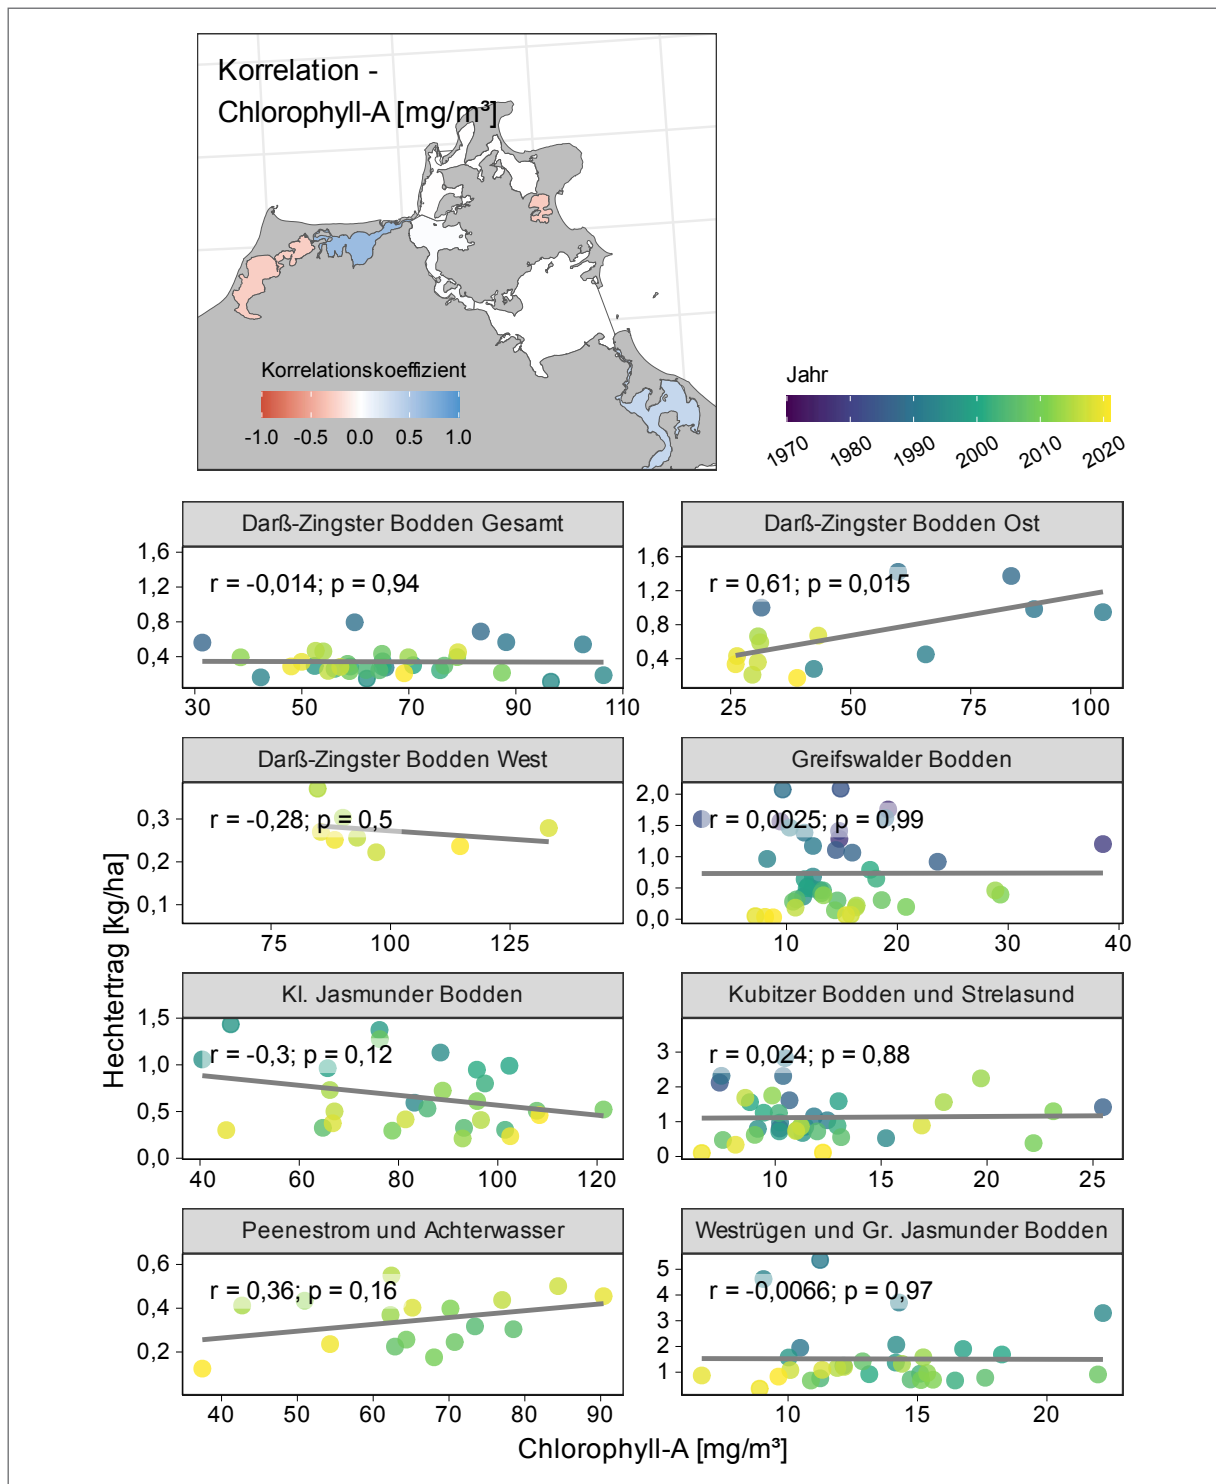 Korrelation -
Chlorophyll-A [mg/m³]
Korrelationskoeffizient
-1.0 -0.5 0.0 0.5 1.0
Jahr
1970 1980 1990 2000 2010 2020
Darß-Zingster Bodden Gesamt
1,6
1,2
0,8
0,4
r = -0,014; p = 0,94
30 50 70 90 110
Darß-Zingster Bodden Ost
1,6
1,2
0,8
0,4
r = 0,61; p = 0,015
25 50 75 100
Darß-Zingster Bodden West
0,3
0,2
0,1
r = -0,28; p = 0,5
75 100 125
Greifswalder Bodden
2,0
1,5
1,0
0,5
0,0
r = 0,0025; p = 0,99
10 20 30 40
Kl. Jasmunder Bodden
1,5
1,0
0,5
0,0
r = -0,3; p = 0,12
40 60 80 100 120
Kubitzer Bodden und Strelasund
3
2
1
0
r = 0,024; p = 0,88
10 15 20 25
Peenestrom und Achterwasser
0,6
0,4
0,2
r = 0,36; p = 0,16
40 50 60 70 80 90
Westrügen und Gr. Jasmunder Bodden
5
4
3
2
1
r = -0,0066; p = 0,97
10 15 20
Hechtertrag [kg/ha]
Chlorophyll-A [mg/m³]